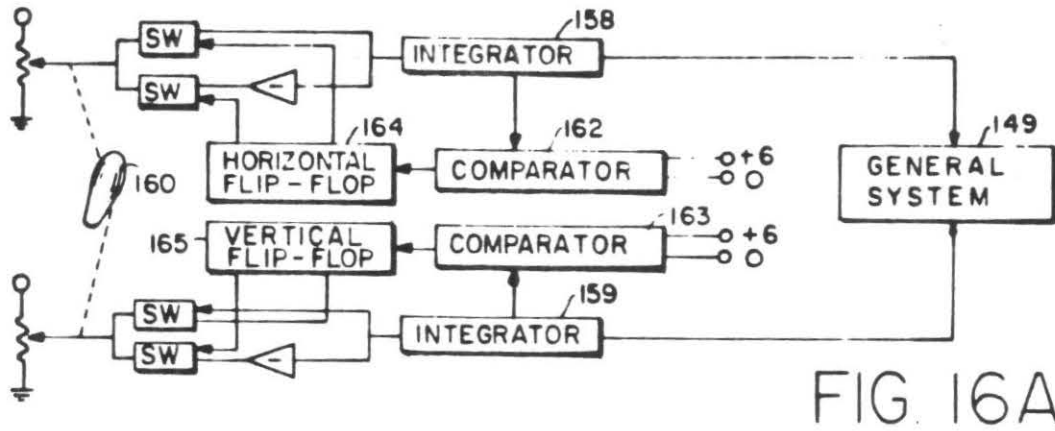 158
SW
INTEGRATOR
SW
164
162
149
HORIZONTAL
FLIP-FLOP
COMPARATOR
+6
O
GENERAL
SYSTEM
160
163
165
VERTICAL
FLIP-FLOP
COMPARATOR
+6
O
159
SW
INTEGRATOR
SW
FIG. 16A